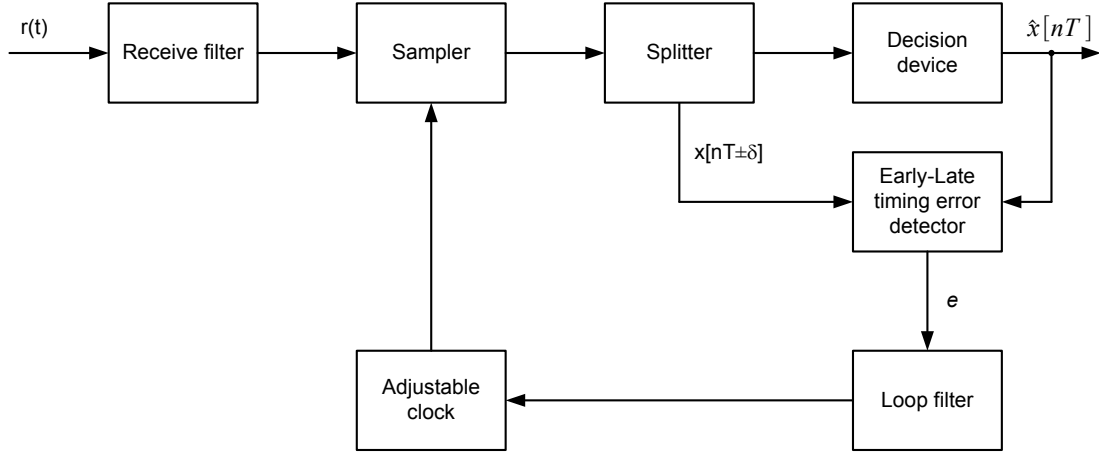 r(t)
Receive filter
Sampler
Splitter
Decision
device
x̂[nT]
x[nT±δ]
Early-Late
timing error
detector
e
Adjustable
clock
Loop filter